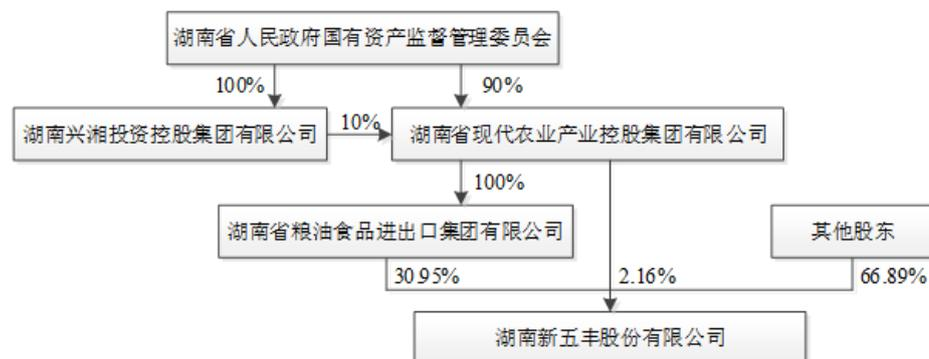 湖南省人民政府国有资产监督管理委员会
100%
90%
湖南兴湘投资控股集团有限公司
10%
湖南省现代农业产业控股集团有限公司
100%
湖南省粮油食品进出口集团有限公司
其他股东
30.95%
2.16%
66.89%
湖南新五丰股份有限公司